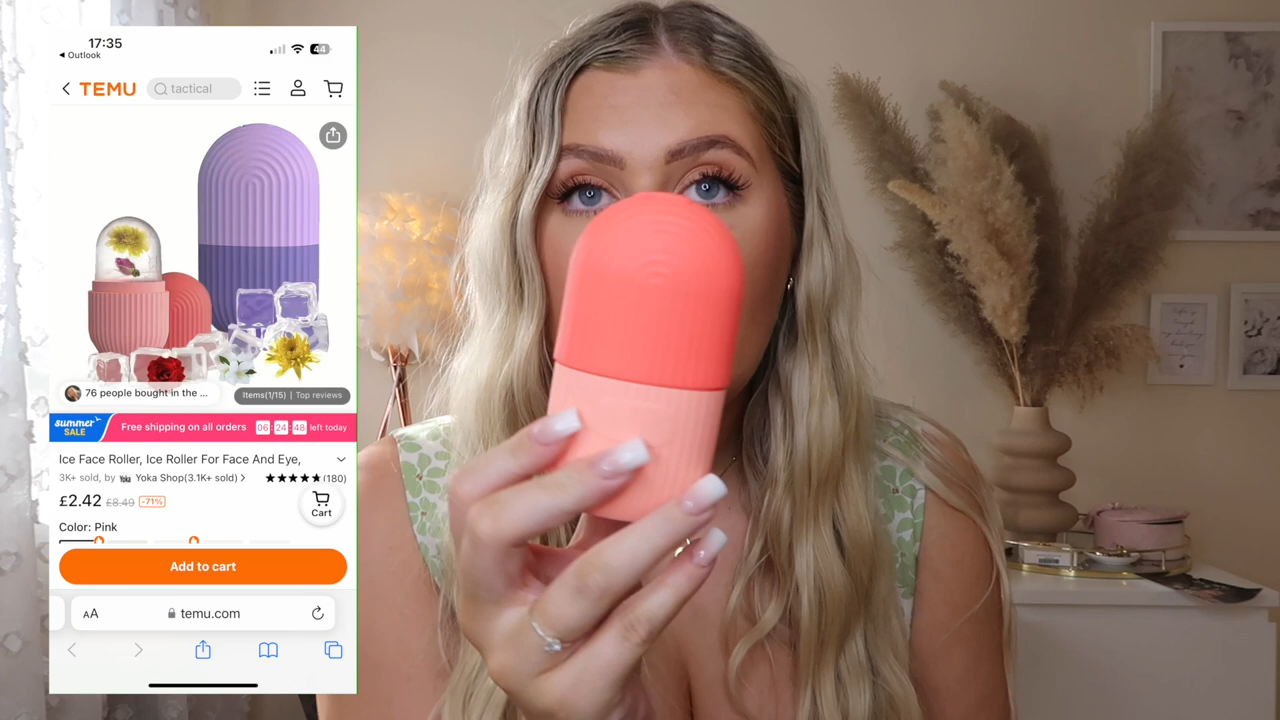 17:35
44
◄ Outlook
TEMU
tactical
76 people bought in the ...
Items(1/15) | Top reviews
summer
SALE
Free shipping on all orders 06:24:48 left today
Ice Face Roller, Ice Roller For Face And Eye,
3K+ sold, by Yoka Yoka Shop(3.1K+ sold) >
★★★★★ (180)
£2.42 £8.49 -71%
Cart
Color: Pink
Add to cart
AA
temu.com